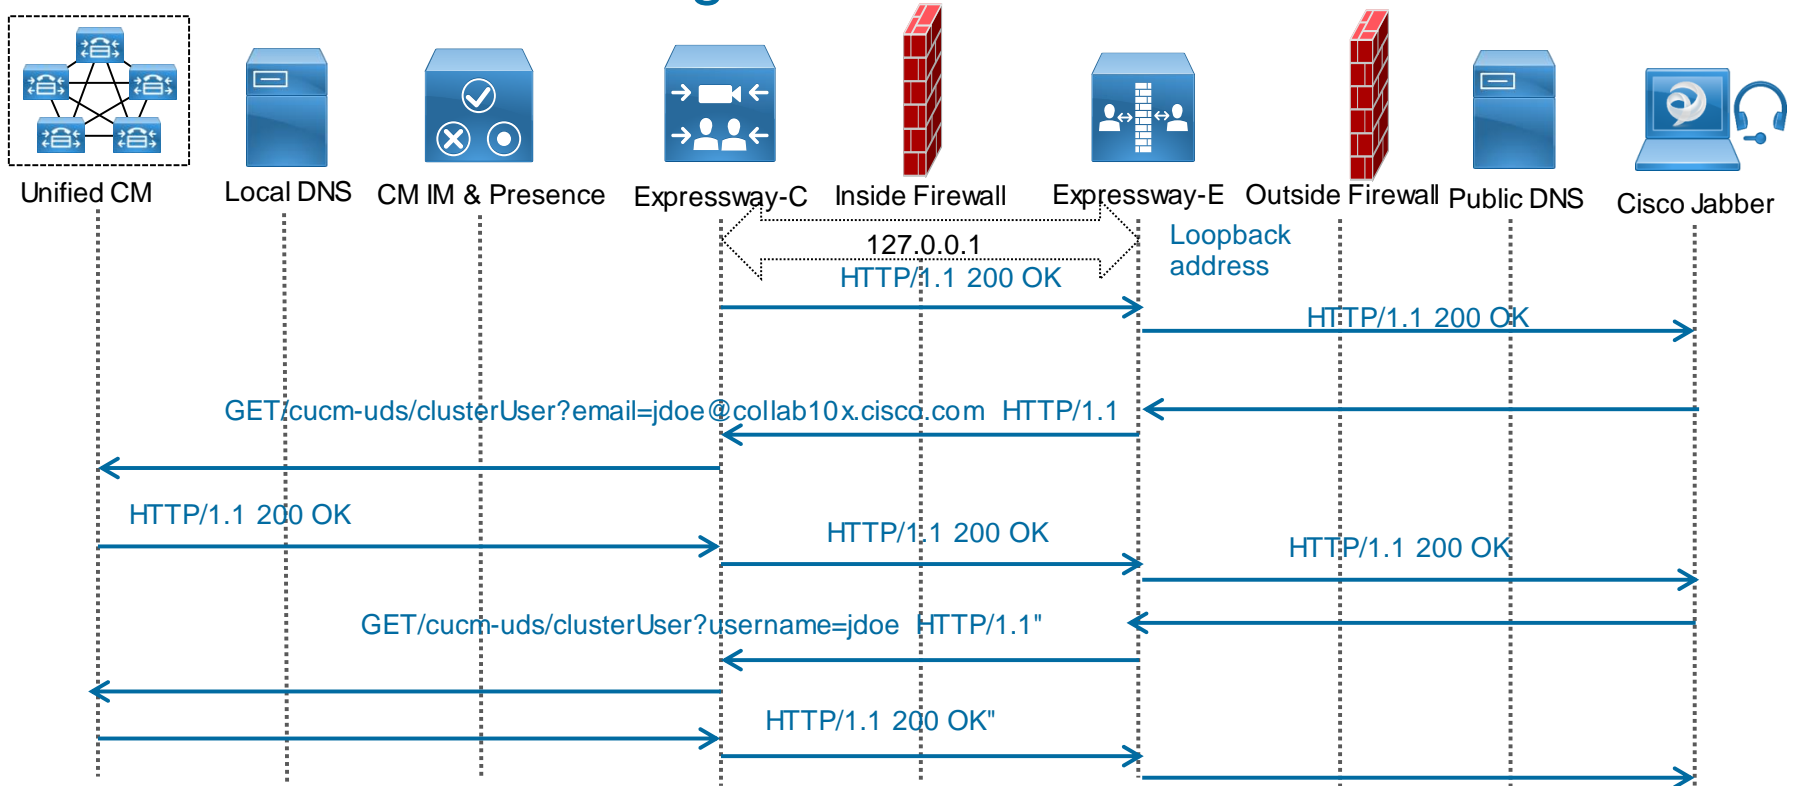 g
Unified CM
Local DNS
CM IM & Presence
Expressway-C
Inside Firewall
Expressway-E
Outside Firewall
Public DNS
Cisco Jabber
127.0.0.1
Loopback
address
HTTP/1.1 200 OK
HTTP/1.1 200 OK
GET/cucm-uds/clusterUser?email=jdoe@collab10x.cisco.com HTTP/1.1
HTTP/1.1 200 OK
HTTP/1.1 200 OK
HTTP/1.1 200 OK
GET/cucm-uds/clusterUser?username=jdoe HTTP/1.1"
HTTP/1.1 200 OK"